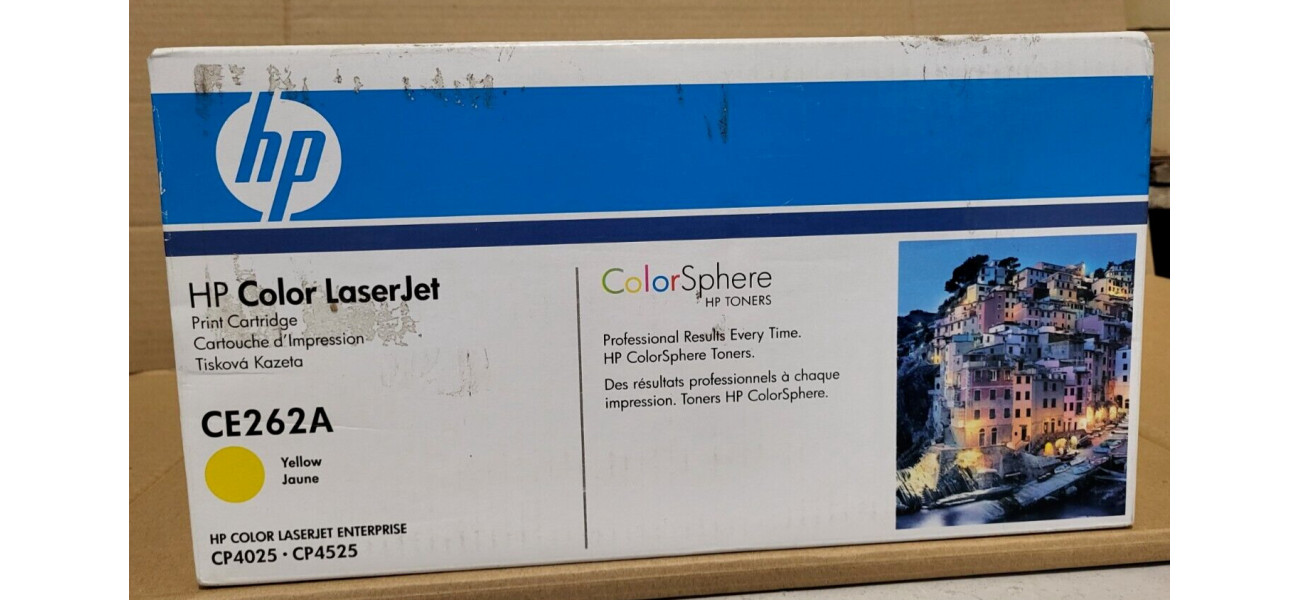 hp
HP Color LaserJet
Print Cartridge
Cartouche d'Impression
Tisková Kazeta
CE262A
Yellow
Jaune
HP COLOR LASERJET ENTERPRISE
CP4025 • CP4525
ColorSphere
HP TONERS
Professional Results Every Time.
HP ColorSphere Toners.
Des résultats professionnels à chaque
impression. Toners HP ColorSphere.